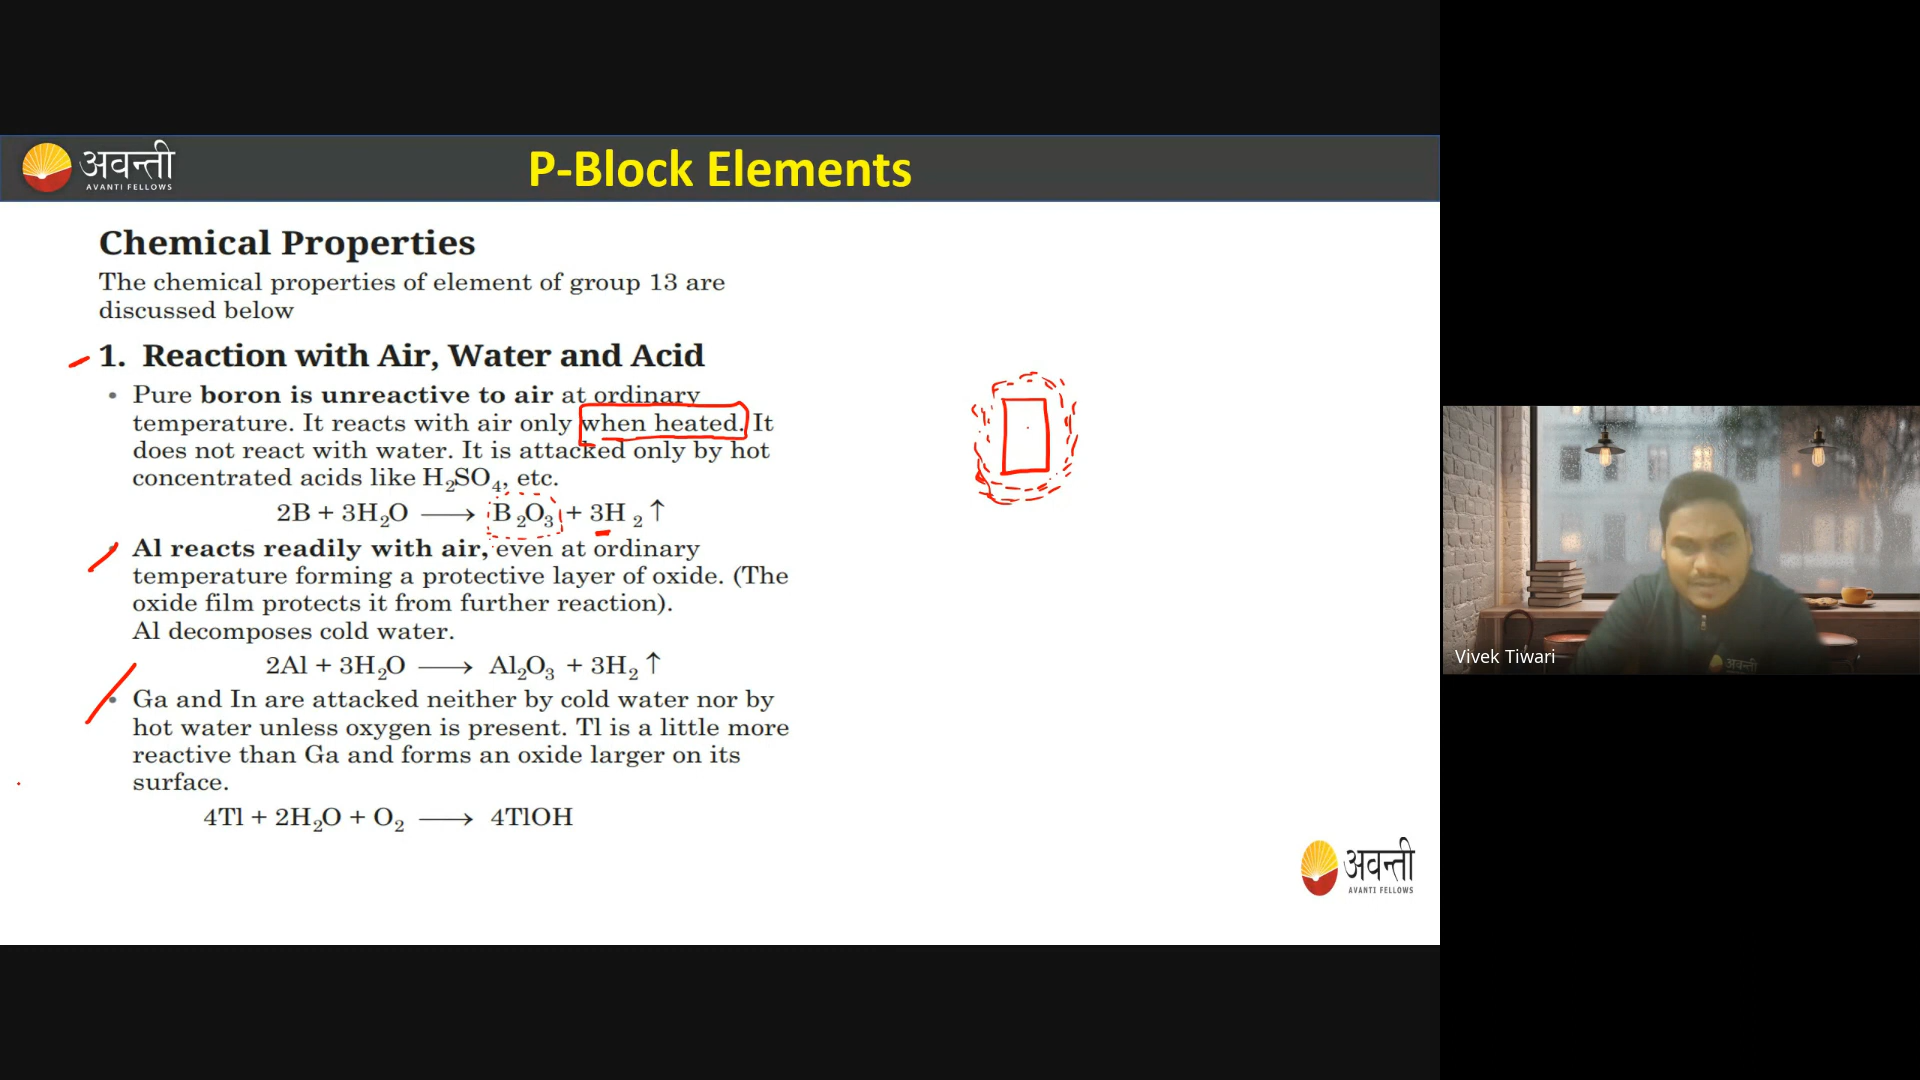 अवन्ती
AVANTI FELLOWS
P-Block Elements
Chemical Properties
The chemical properties of element of group 13 are
discussed below
1. Reaction with Air, Water and Acid
• Pure boron is unreactive to air at ordinary
temperature. It reacts with air only when heated. It
does not react with water. It is attacked only by hot
concentrated acids like H₂SO₄, etc.
2B + 3H₂O ⟶ B₂O₃ + 3H₂ ↑
• Al reacts readily with air, even at ordinary
temperature forming a protective layer of oxide. (The
oxide film protects it from further reaction).
Al decomposes cold water.
2Al + 3H₂O ⟶ Al₂O₃ + 3H₂ ↑
• Ga and In are attacked neither by cold water nor by
hot water unless oxygen is present. Tl is a little more
reactive than Ga and forms an oxide larger on its
surface.
4Tl + 2H₂O + O₂ ⟶ 4TlOH
अवन्ती
AVANTI FELLOWS
Vivek Tiwari
अवन्ती